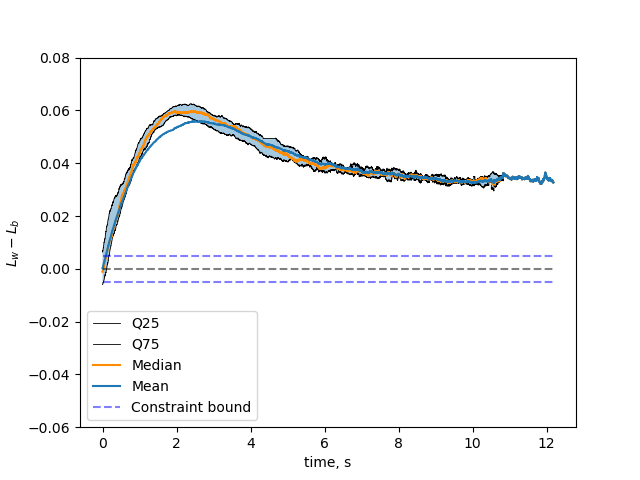 0.08
0.06
0.04
0.02
0.00
−0.02
−0.04
−0.06
L_w − L_b
Q25
Q75
Median
Mean
Constraint bound
0 2 4 6 8 10 12
time, s